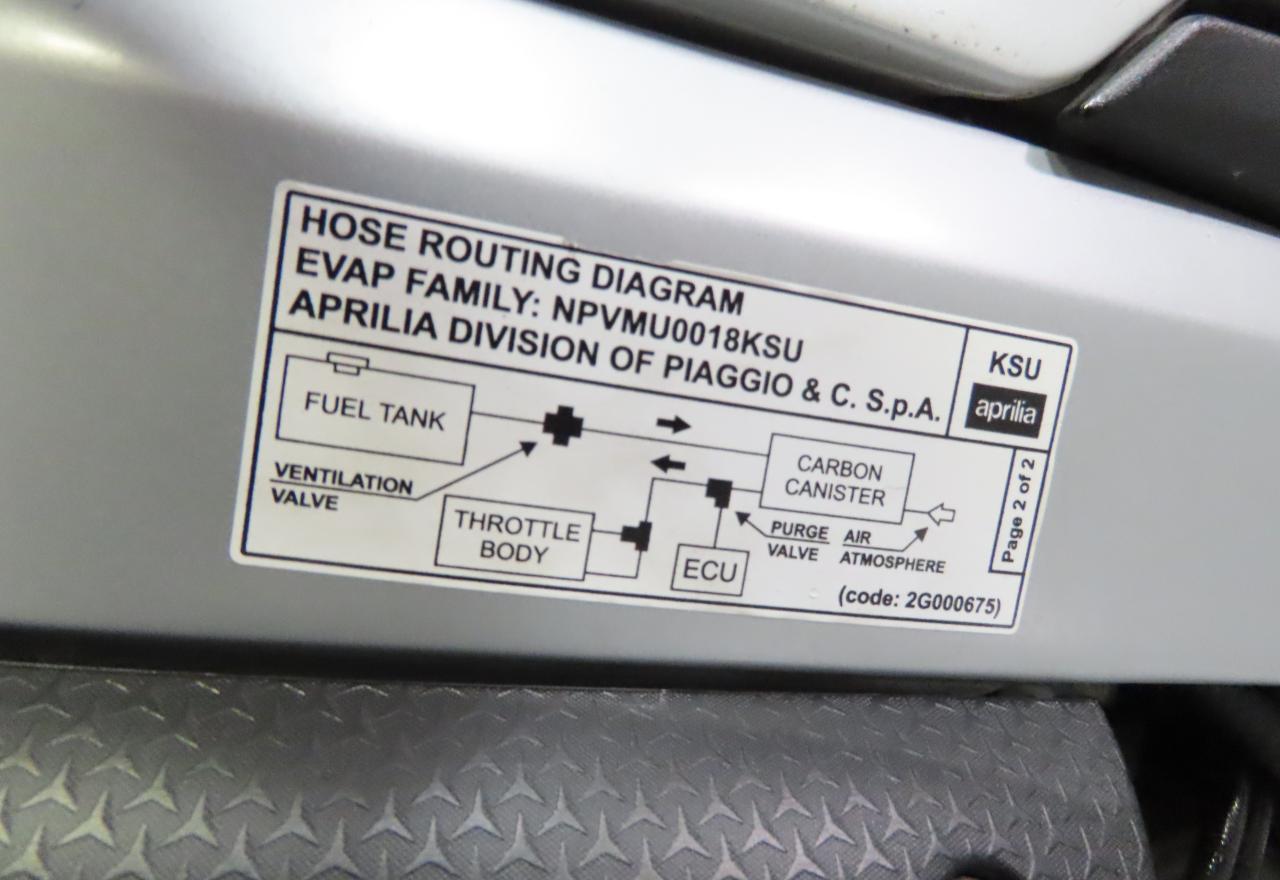 HOSE ROUTING DIAGRAM
EVAP FAMILY: NPVMU0018KSU
APRILIA DIVISION OF PIAGGIO & C. S.p.A.
KSU
aprilia
FUEL TANK
VENTILATION
VALVE
CARBON
CANISTER
THROTTLE
BODY
ECU
PURGE
VALVE
AIR
ATMOSPHERE
Page 2 of 2
(code: 2G000675)